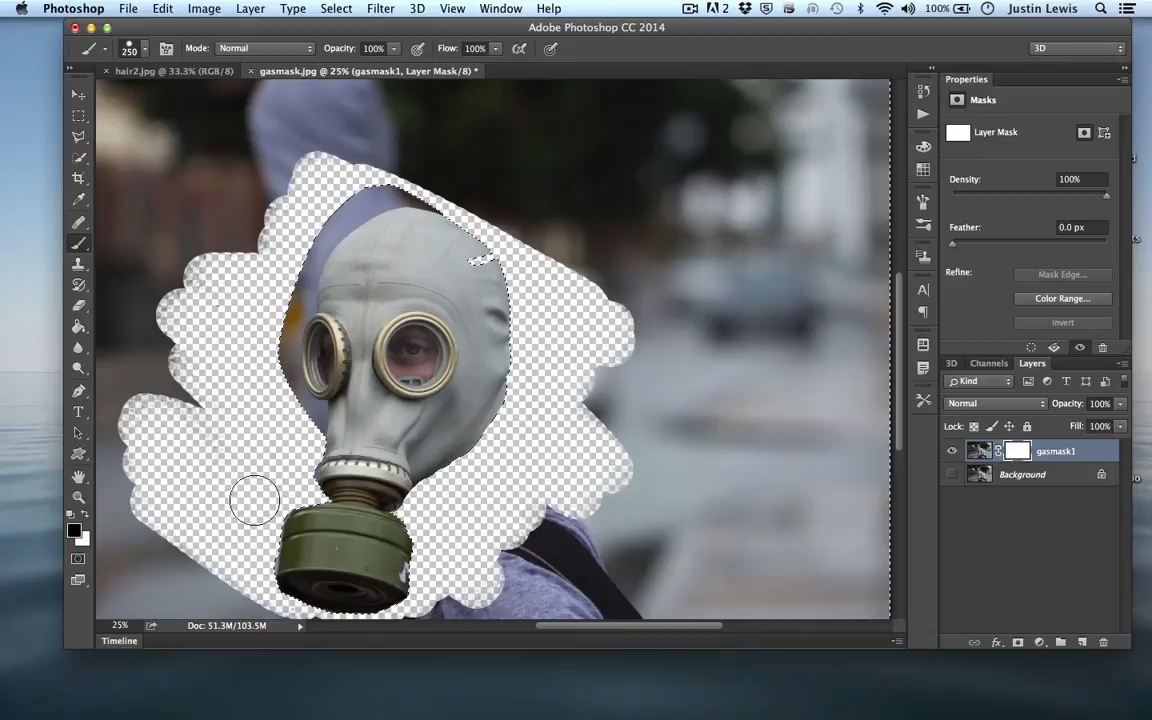 Photoshop File Edit Image Layer Type Select Filter 3D View Window Help 2 100% Justin Lewis
Adobe Photoshop CC 2014
250 Mode: Normal Opacity: 100% Flow: 100% 3D
× hair2.jpg @ 33.3% (RGB/8) × gasmask.jpg @ 25% (gasmask1, Layer Mask/8) *
Properties
Masks
Layer Mask
Density: 100%
Feather: 0.0 px
Refine: Mask Edge...
Color Range...
Invert
3D Channels Layers
Kind
Normal Opacity: 100%
Lock: Fill: 100%
gasmask1
Background
25% Doc: 51.3M/103.5M
Timeline